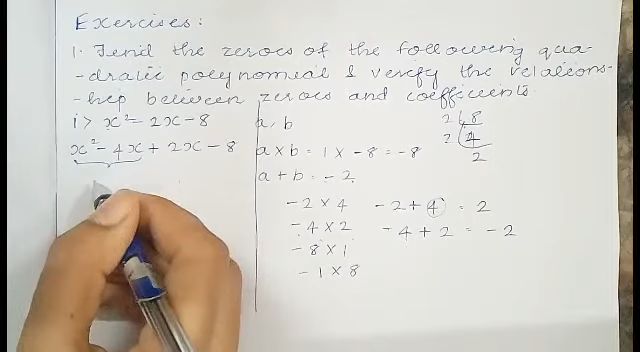 Exercises:
1. Find the zeroes of the following qua-
-dratic polynomial & verify the relations-
-hip between zeroes and coefficients.
i> x² - 2x - 8
x² - 4x + 2x - 8
a, b
a x b = 1 x -8 = -8
a + b = - 2
- 2 x 4
- 4 x 2
- 8 x 1
- 1 x 8
- 2 + 4 = 2
- 4 + 2 = - 2
2 8
2 4
2